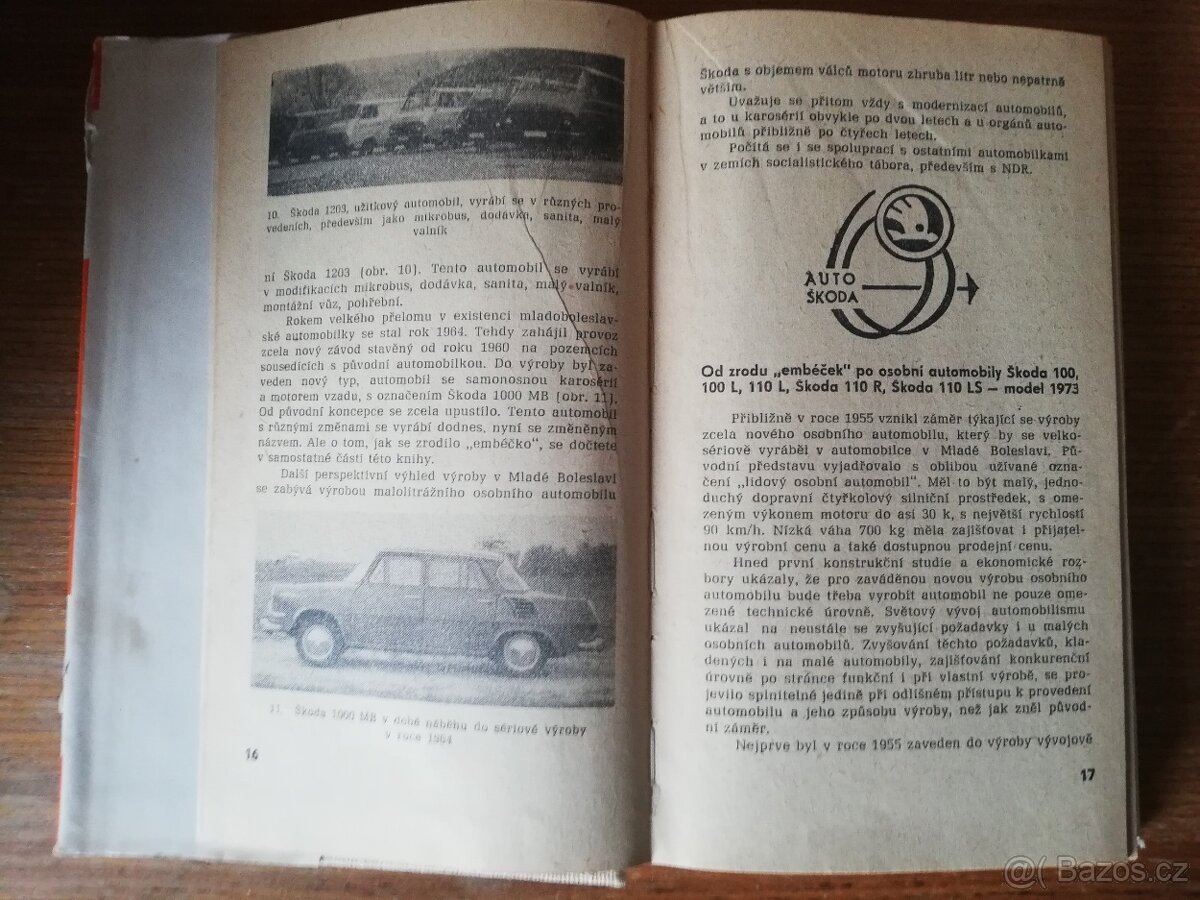 10. Škoda 1203, užitkový automobil, vyrábí se v různých pro-
vedeních, především jako mikrobus, dodávka, sanita, malý
valník
ní Škoda 1203 (obr. 10). Tento automobil se vyrábí
v modifikacích mikrobus, dodávka, sanita, malý valník,
montážní vůz, pohřební.
Rokem velkého přelomu v existenci mladoboleslav-
ské automobilky se stal rok 1964. Tehdy zahájil provoz
zcela nový závod stavěný od roku 1960 na pozemcích
sousedících s původní automobilkou. Do výroby byl za-
veden nový typ, automobil se samonosnou karosérií
a motorem vzadu, s označením Škoda 1000 MB (obr. 11).
Od původní koncepce se zcela upustilo. Tento automobil
s různými změnami se vyrábí dodnes, nyní se změněným
názvem. Ale o tom, jak se zrodilo „embéčko“, se dočtete
v samostatné části této knihy.
Další perspektivní výhled výroby v Mladé Boleslavi
se zabývá výrobou malolitrážního osobního automobilu
11. Škoda 1000 MB v době náběhu do sériové výroby
v roce 1964
16
Škoda s objemem válců motoru zhruba litr nebo nepatrně
větším.
Uvažuje se přitom vždy s modernizací automobilů,
a to u karosérií obvykle po dvou letech a u orgánů auto-
mobilů přibližně po čtyřech letech.
Počítá se i se spoluprací s ostatními automobilkami
v zemích socialistického tábora, především s NDR.
AUTO
ŠKODA
Od zrodu „embéček“ po osobní automobily Škoda 100,
100 L, 110 L, Škoda 110 R, Škoda 110 LS — model 1973
Přibližně v roce 1955 vznikl záměr týkající se výroby
zcela nového osobního automobilu, který by se velko-
sériově vyráběl v automobilce v Mladé Boleslavi. Pů-
vodní představu vyjadřovalo s oblibou užívané ozna-
čení „lidový osobní automobil“. Měl to být malý, jedno-
duchý dopravní čtyřkolový silniční prostředek, s ome-
zeným výkonem motoru do asi 30 k, s největší rychlostí
90 km/h. Nízká váha 700 kg měla zajišťovat i přijatel-
nou výrobní cenu a také dostupnou prodejní cenu.
Hned první konstrukční studie a ekonomické roz-
bory ukázaly, že pro zaváděnou novou výrobu osobního
automobilu bude třeba vyrobit automobil ne pouze ome-
zené technické úrovně. Světový vývoj automobilismu
ukázal na neustále se zvyšující požadavky i u malých
osobních automobilů. Zvyšování těchto požadavků, kla-
dených i na malé automobily, zajišťování konkurenční
úrovně po stránce funkční i při vlastní výrobě, se pro-
jevilo splnitelné jedině při odlišném přístupu k provedení
automobilu a jeho způsobu výroby, než jak zněl původ-
ní záměr.
Nejprve byl v roce 1955 zaveden do výroby vývojově
17
Bazos.cz